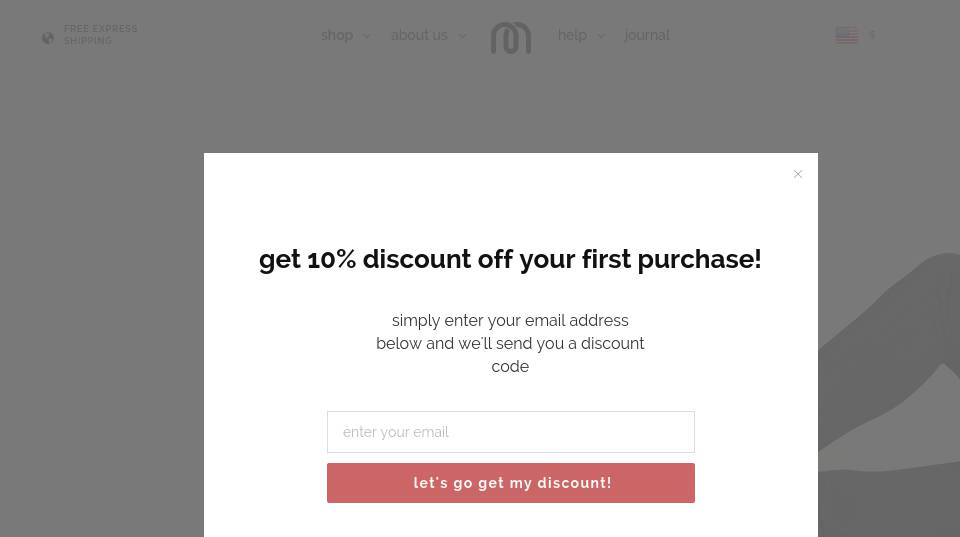 FREE EXPRESS
SHIPPING
shop
about us
help
journal
$
get 10% discount off your first purchase!
simply enter your email address
below and we'll send you a discount
code
enter your email
let's go get my discount!